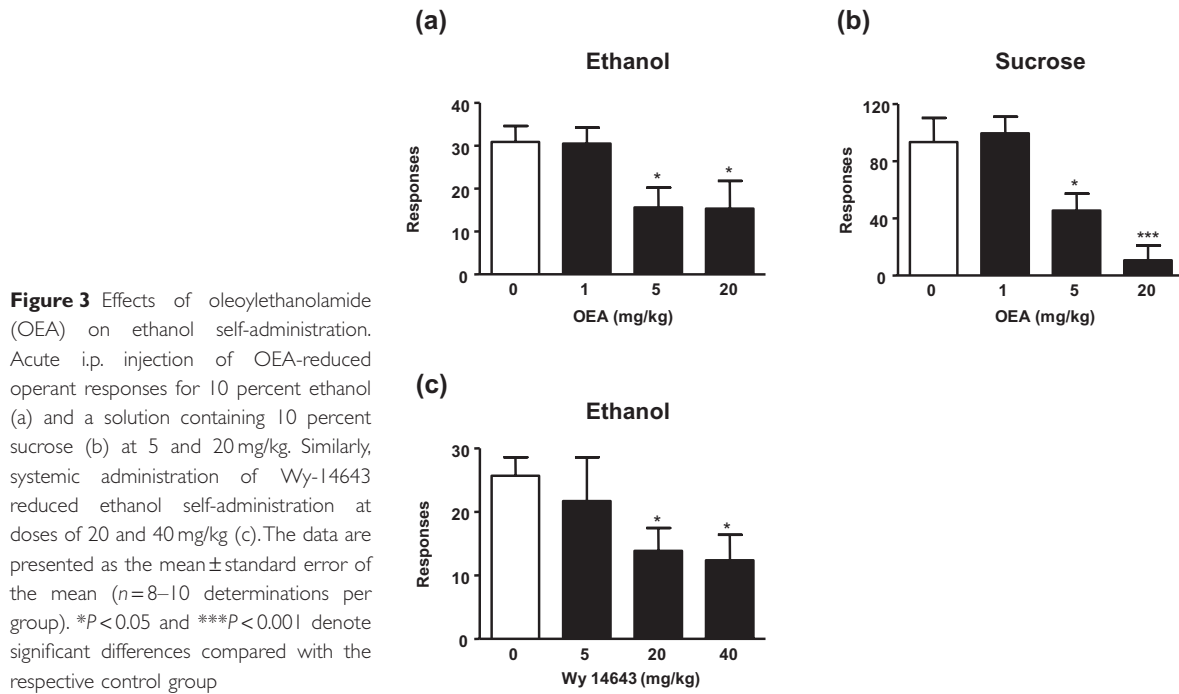 (a)
Ethanol
40
30
20
10
0
Responses
* *
0 1 5 20
OEA (mg/kg)
(b)
Sucrose
120
80
40
0
Responses
* ***
0 1 5 20
OEA (mg/kg)
Figure 3 Effects of oleoylethanolamide
(OEA) on ethanol self-administration.
Acute i.p. injection of OEA-reduced
operant responses for 10 percent ethanol
(a) and a solution containing 10 percent
sucrose (b) at 5 and 20 mg/kg. Similarly,
systemic administration of Wy-14643
reduced ethanol self-administration at
doses of 20 and 40 mg/kg (c). The data are
presented as the mean ± standard error of
the mean (n = 8–10 determinations per
group). *P < 0.05 and ***P < 0.001 denote
significant differences compared with the
respective control group
(c)
Ethanol
30
20
10
0
Responses
* *
0 5 20 40
Wy 14643 (mg/kg)